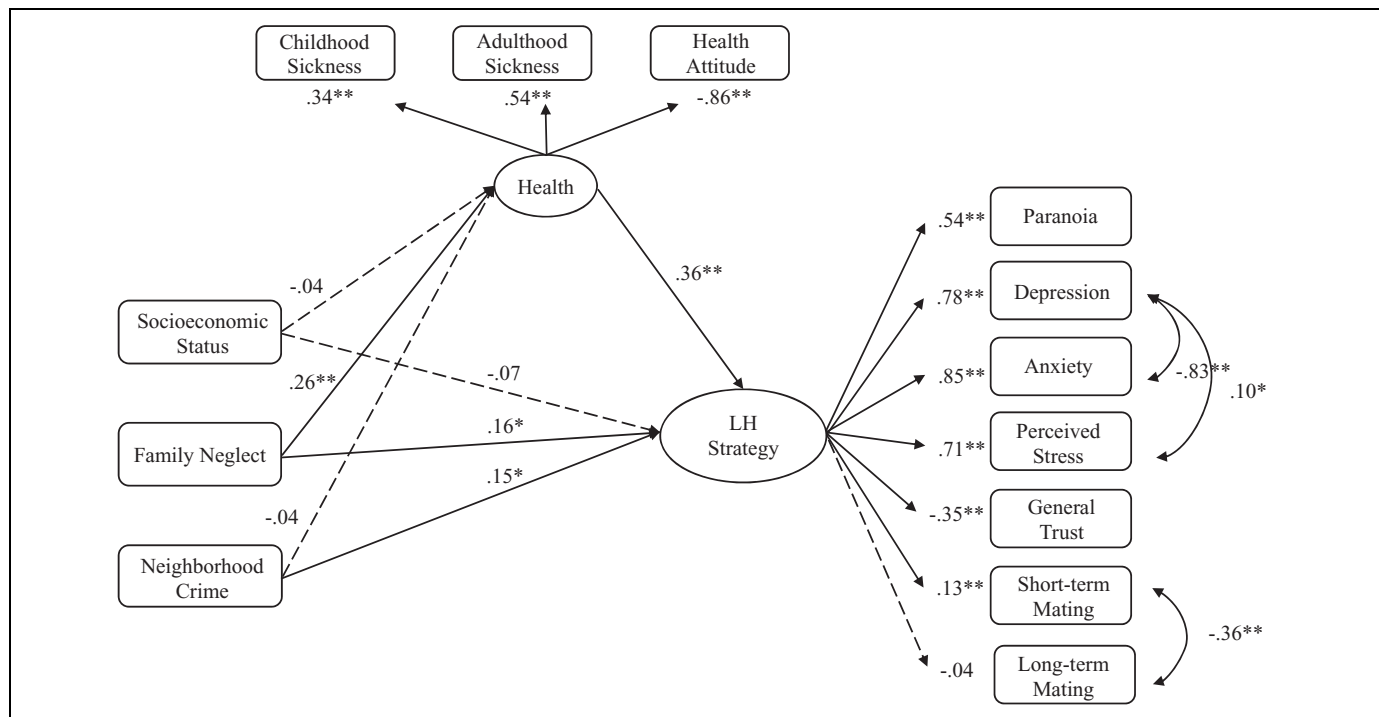 Childhood
Sickness
.34**
Adulthood
Sickness
.54**
Health
Attitude
-.86**
Health
.36**
Socioeconomic
Status
-.04
-.07
Family Neglect
.26**
.16*
Neighborhood
Crime
-.04
.15*
LH
Strategy
.54**
Paranoia
.78**
Depression
.85**
Anxiety
-.83**
.10*
.71**
Perceived
Stress
-.35**
General
Trust
.13**
Short-term
Mating
-.36**
-.04
Long-term
Mating